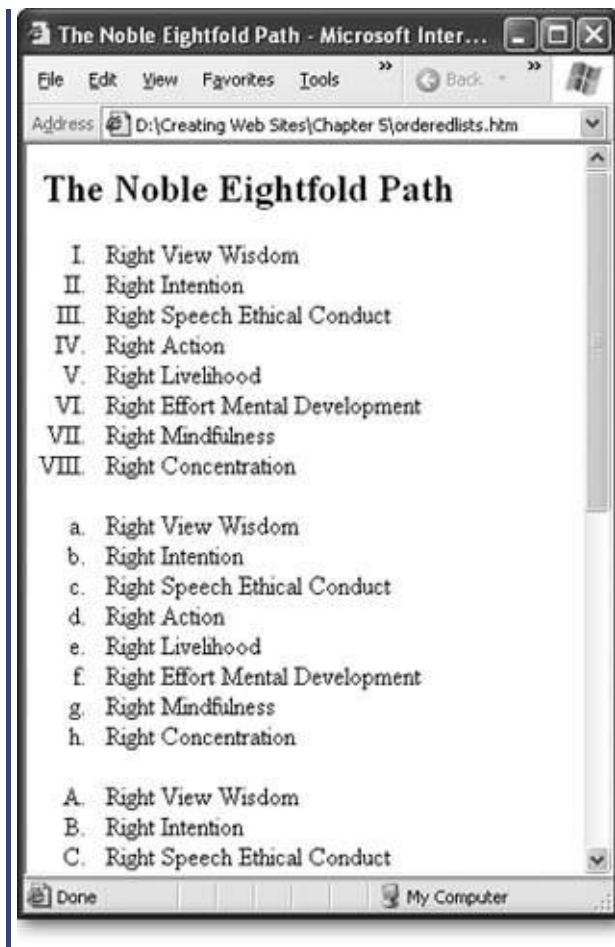 The Noble Eightfold Path - Microsoft Inter...
File Edit View Favorites Tools » Back »
Address D:\Creating Web Sites\Chapter 5\orderedlists.htm
The Noble Eightfold Path
I. Right View Wisdom
II. Right Intention
III. Right Speech Ethical Conduct
IV. Right Action
V. Right Livelihood
VI. Right Effort Mental Development
VII. Right Mindfulness
VIII. Right Concentration
a. Right View Wisdom
b. Right Intention
c. Right Speech Ethical Conduct
d. Right Action
e. Right Livelihood
f. Right Effort Mental Development
g. Right Mindfulness
h. Right Concentration
A. Right View Wisdom
B. Right Intention
C. Right Speech Ethical Conduct
Done My Computer